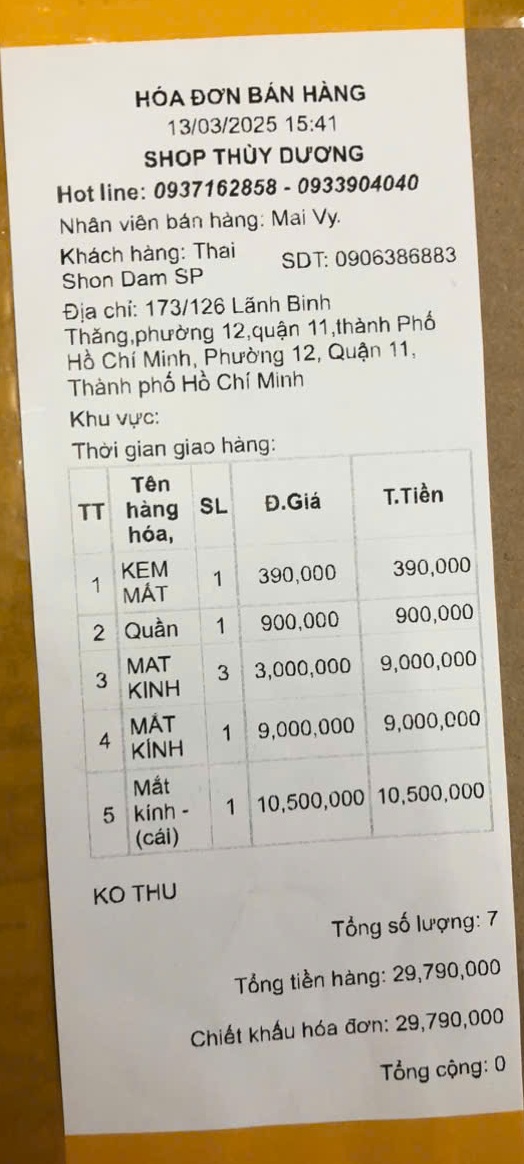 HÓA ĐƠN BÁN HÀNG
13/03/2025 15:41
SHOP THÙY DƯƠNG
Hot line: 0937162858 - 0933904040
Nhân viên bán hàng: Mai Vy.
Khách hàng: Thai Shon Dam SP SDT: 0906386883
Địa chỉ: 173/126 Lãnh Binh
Thăng,phường 12,quận 11,thành Phố
Hồ Chí Minh, Phường 12, Quận 11,
Thành phố Hồ Chí Minh
Khu vực:
Thời gian giao hàng:
TT Tên hàng hóa, SL Đ.Giá T.Tiền
1 KEM MẮT 1 390,000 390,000
2 Quần 1 900,000 900,000
3 MAT KINH 3 3,000,000 9,000,000
4 MẮT KÍNH 1 9,000,000 9,000,000
5 Mắt kính - (cái) 1 10,500,000 10,500,000
KO THU
Tổng số lượng: 7
Tổng tiền hàng: 29,790,000
Chiết khấu hóa đơn: 29,790,000
Tổng cộng: 0